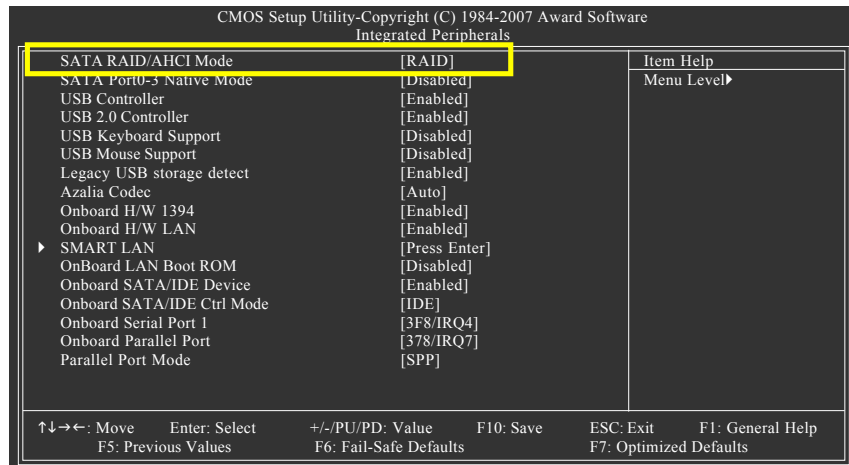 CMOS Setup Utility-Copyright (C) 1984-2007 Award Software
Integrated Peripherals
SATA RAID/AHCI Mode [RAID] Item Help
SATA Port0-3 Native Mode [Disabled] Menu Level▶
USB Controller [Enabled]
USB 2.0 Controller [Enabled]
USB Keyboard Support [Disabled]
USB Mouse Support [Disabled]
Legacy USB storage detect [Enabled]
Azalia Codec [Auto]
Onboard H/W 1394 [Enabled]
Onboard H/W LAN [Enabled]
▶ SMART LAN [Press Enter]
OnBoard LAN Boot ROM [Disabled]
Onboard SATA/IDE Device [Enabled]
Onboard SATA/IDE Ctrl Mode [IDE]
Onboard Serial Port 1 [3F8/IRQ4]
Onboard Parallel Port [378/IRQ7]
Parallel Port Mode [SPP]
↑↓→←: Move Enter: Select +/-/PU/PD: Value F10: Save ESC: Exit F1: General Help
F5: Previous Values F6: Fail-Safe Defaults F7: Optimized Defaults